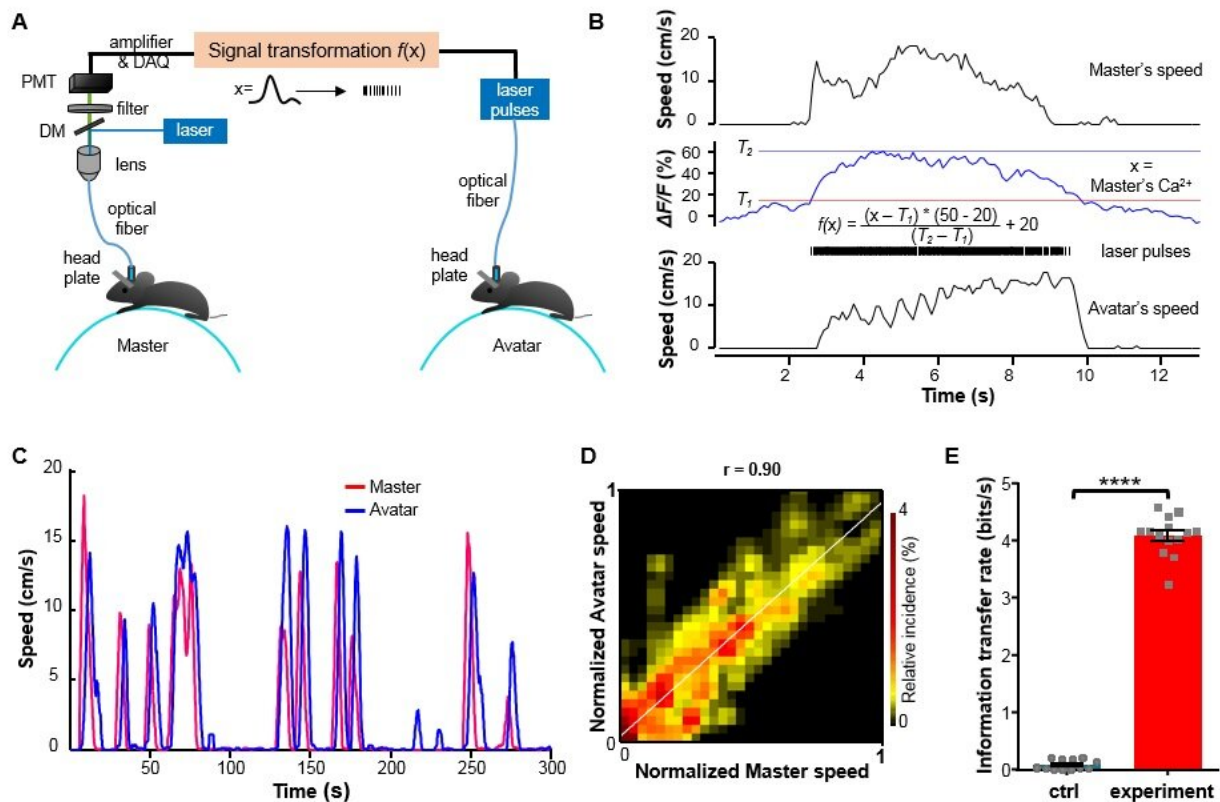 A
amplifier
& DAQ
Signal transformation f(x)
PMT
x=
filter
laser
pulses
DM
laser
lens
optical
fiber
optical
fiber
head
plate
head
plate
Master
Avatar
B
Speed (cm/s)
20
10
0
Master's speed
ΔF/F (%)
60
40
20
0
T2
T1
x =
Master's Ca2+
f(x) = (x – T1) * (50 - 20) / (T2 – T1) + 20
laser pulses
Speed (cm/s)
20
10
0
Avatar's speed
2 4 6 8 10 12
Time (s)
C
Speed (cm/s)
20
15
10
5
0
Master
Avatar
50 100 150 200 250 300
Time (s)
D
r = 0.90
Normalized Avatar speed
1
0
0 1
Normalized Master speed
4
0
Relative incidence (%)
E
Information transfer rate (bits/s)
5
4
3
2
1
0
****
ctrl experiment